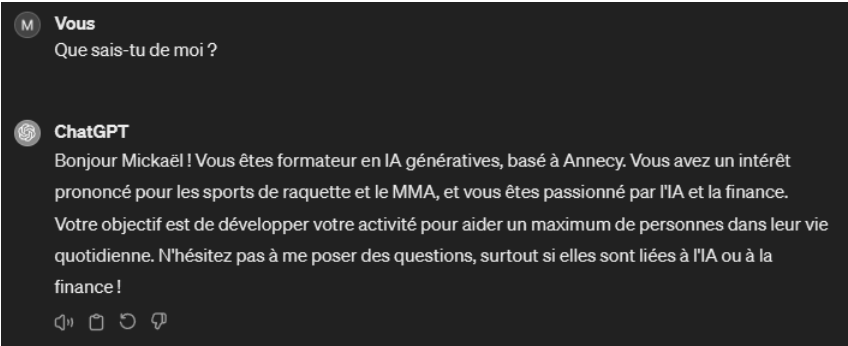 M
Vous
Que sais-tu de moi ?
ChatGPT
Bonjour Mickaël ! Vous êtes formateur en IA génératives, basé à Annecy. Vous avez un intérêt
prononcé pour les sports de raquette et le MMA, et vous êtes passionné par l'IA et la finance.
Votre objectif est de développer votre activité pour aider un maximum de personnes dans leur vie
quotidienne. N'hésitez pas à me poser des questions, surtout si elles sont liées à l'IA ou à la
finance !